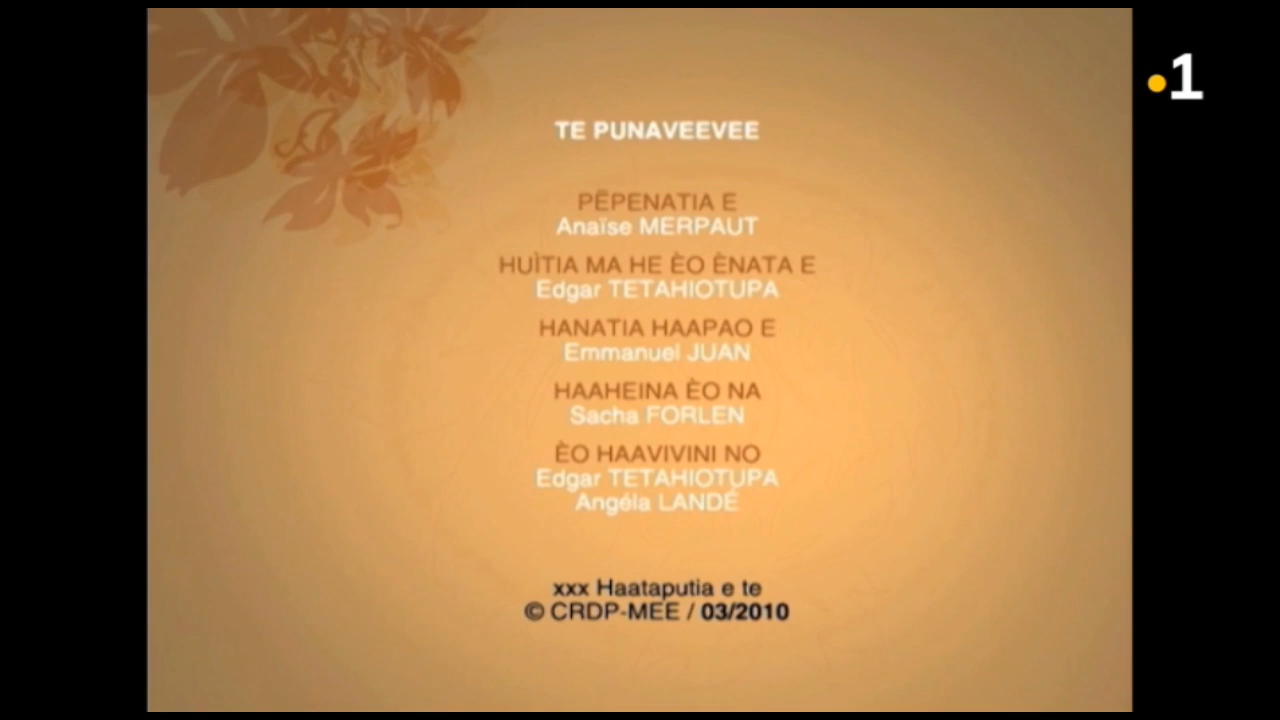 1
TE PUNAVEEVEE
PĒPENATIA E
Anaïse MERPAUT
HUÌTIA MA HE ÈO ÈNATA E
Edgar TETAHIOTUPA
HANATIA HAAPAO E
Emmanuel JUAN
HAAHEINA ÈO NA
Sacha FORLEN
ÈO HAAVIVINI NO
Edgar TETAHIOTUPA
Angéla LANDÉ
xxx Haataputia e te
© CRDP-MEE / 03/2010